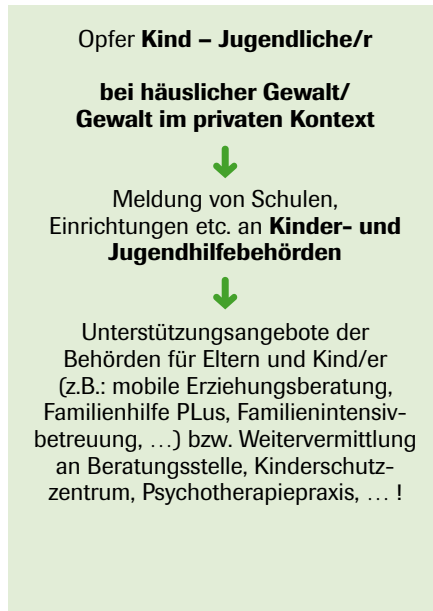 Opfer Kind – Jugendliche/r
bei häuslicher Gewalt/
Gewalt im privaten Kontext
Meldung von Schulen,
Einrichtungen etc. an Kinder- und
Jugendhilfebehörden
Unterstützungsangebote der
Behörden für Eltern und Kind/er
(z.B.: mobile Erziehungsberatung,
Familienhilfe PLus, Familienintensiv-
betreuung, …) bzw. Weitervermittlung
an Beratungsstelle, Kinderschutz-
zentrum, Psychotherapiepraxis, … !